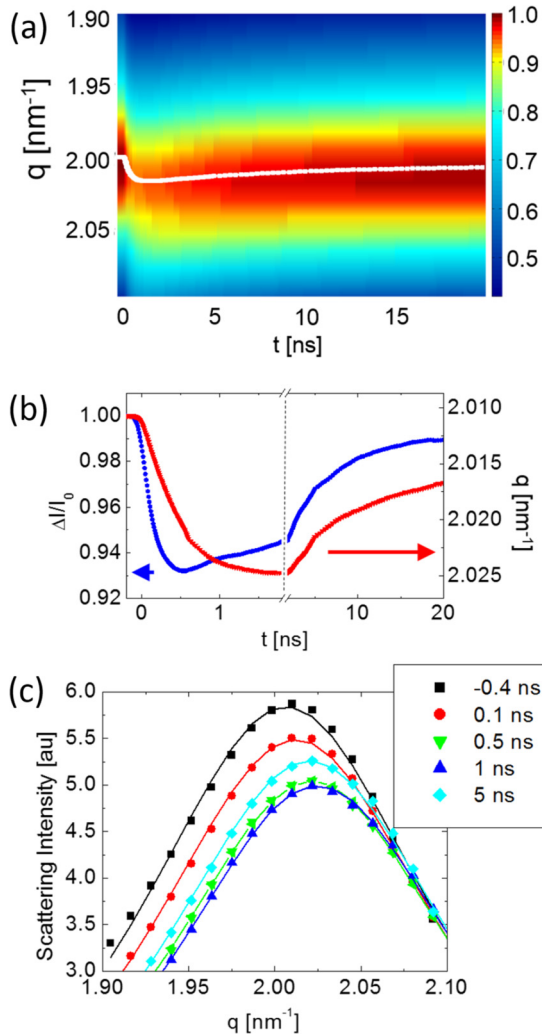 (a)
1.90
1.95
2.00
2.05
q [nm-1]
0 5 10 15
t [ns]
1.0
0.9
0.8
0.7
0.6
0.5
(b)
1.00
0.98
0.96
0.94
0.92
ΔI/I0
0 1 5 10 15 20
t [ns]
2.010
2.015
2.020
2.025
q [nm-1]
(c)
-0.4 ns
0.1 ns
0.5 ns
1 ns
5 ns
6.0
5.5
5.0
4.5
4.0
3.5
3.0
Scattering Intensity [au]
1.90 1.95 2.00 2.05 2.10
q [nm-1]